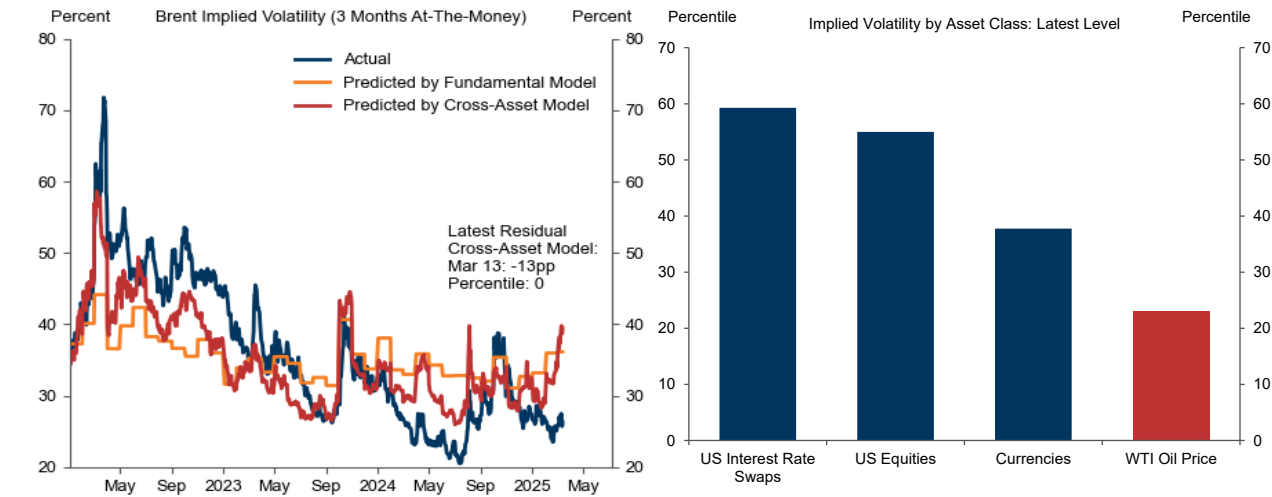 Percent Brent Implied Volatility (3 Months At-The-Money) Percent
80 80
Actual
Predicted by Fundamental Model
Predicted by Cross-Asset Model
70 70
60 60
Latest Residual
Cross-Asset Model:
Mar 13: -13pp
Percentile: 0
50 50
40 40
30 30
20 20
May Sep 2023 May Sep 2024 May Sep 2025 May
Percentile Implied Volatility by Asset Class: Latest Level Percentile
70 70
60 60
50 50
40 40
30 30
20 20
10 10
0 0
US Interest Rate
Swaps
US Equities
Currencies
WTI Oil Price